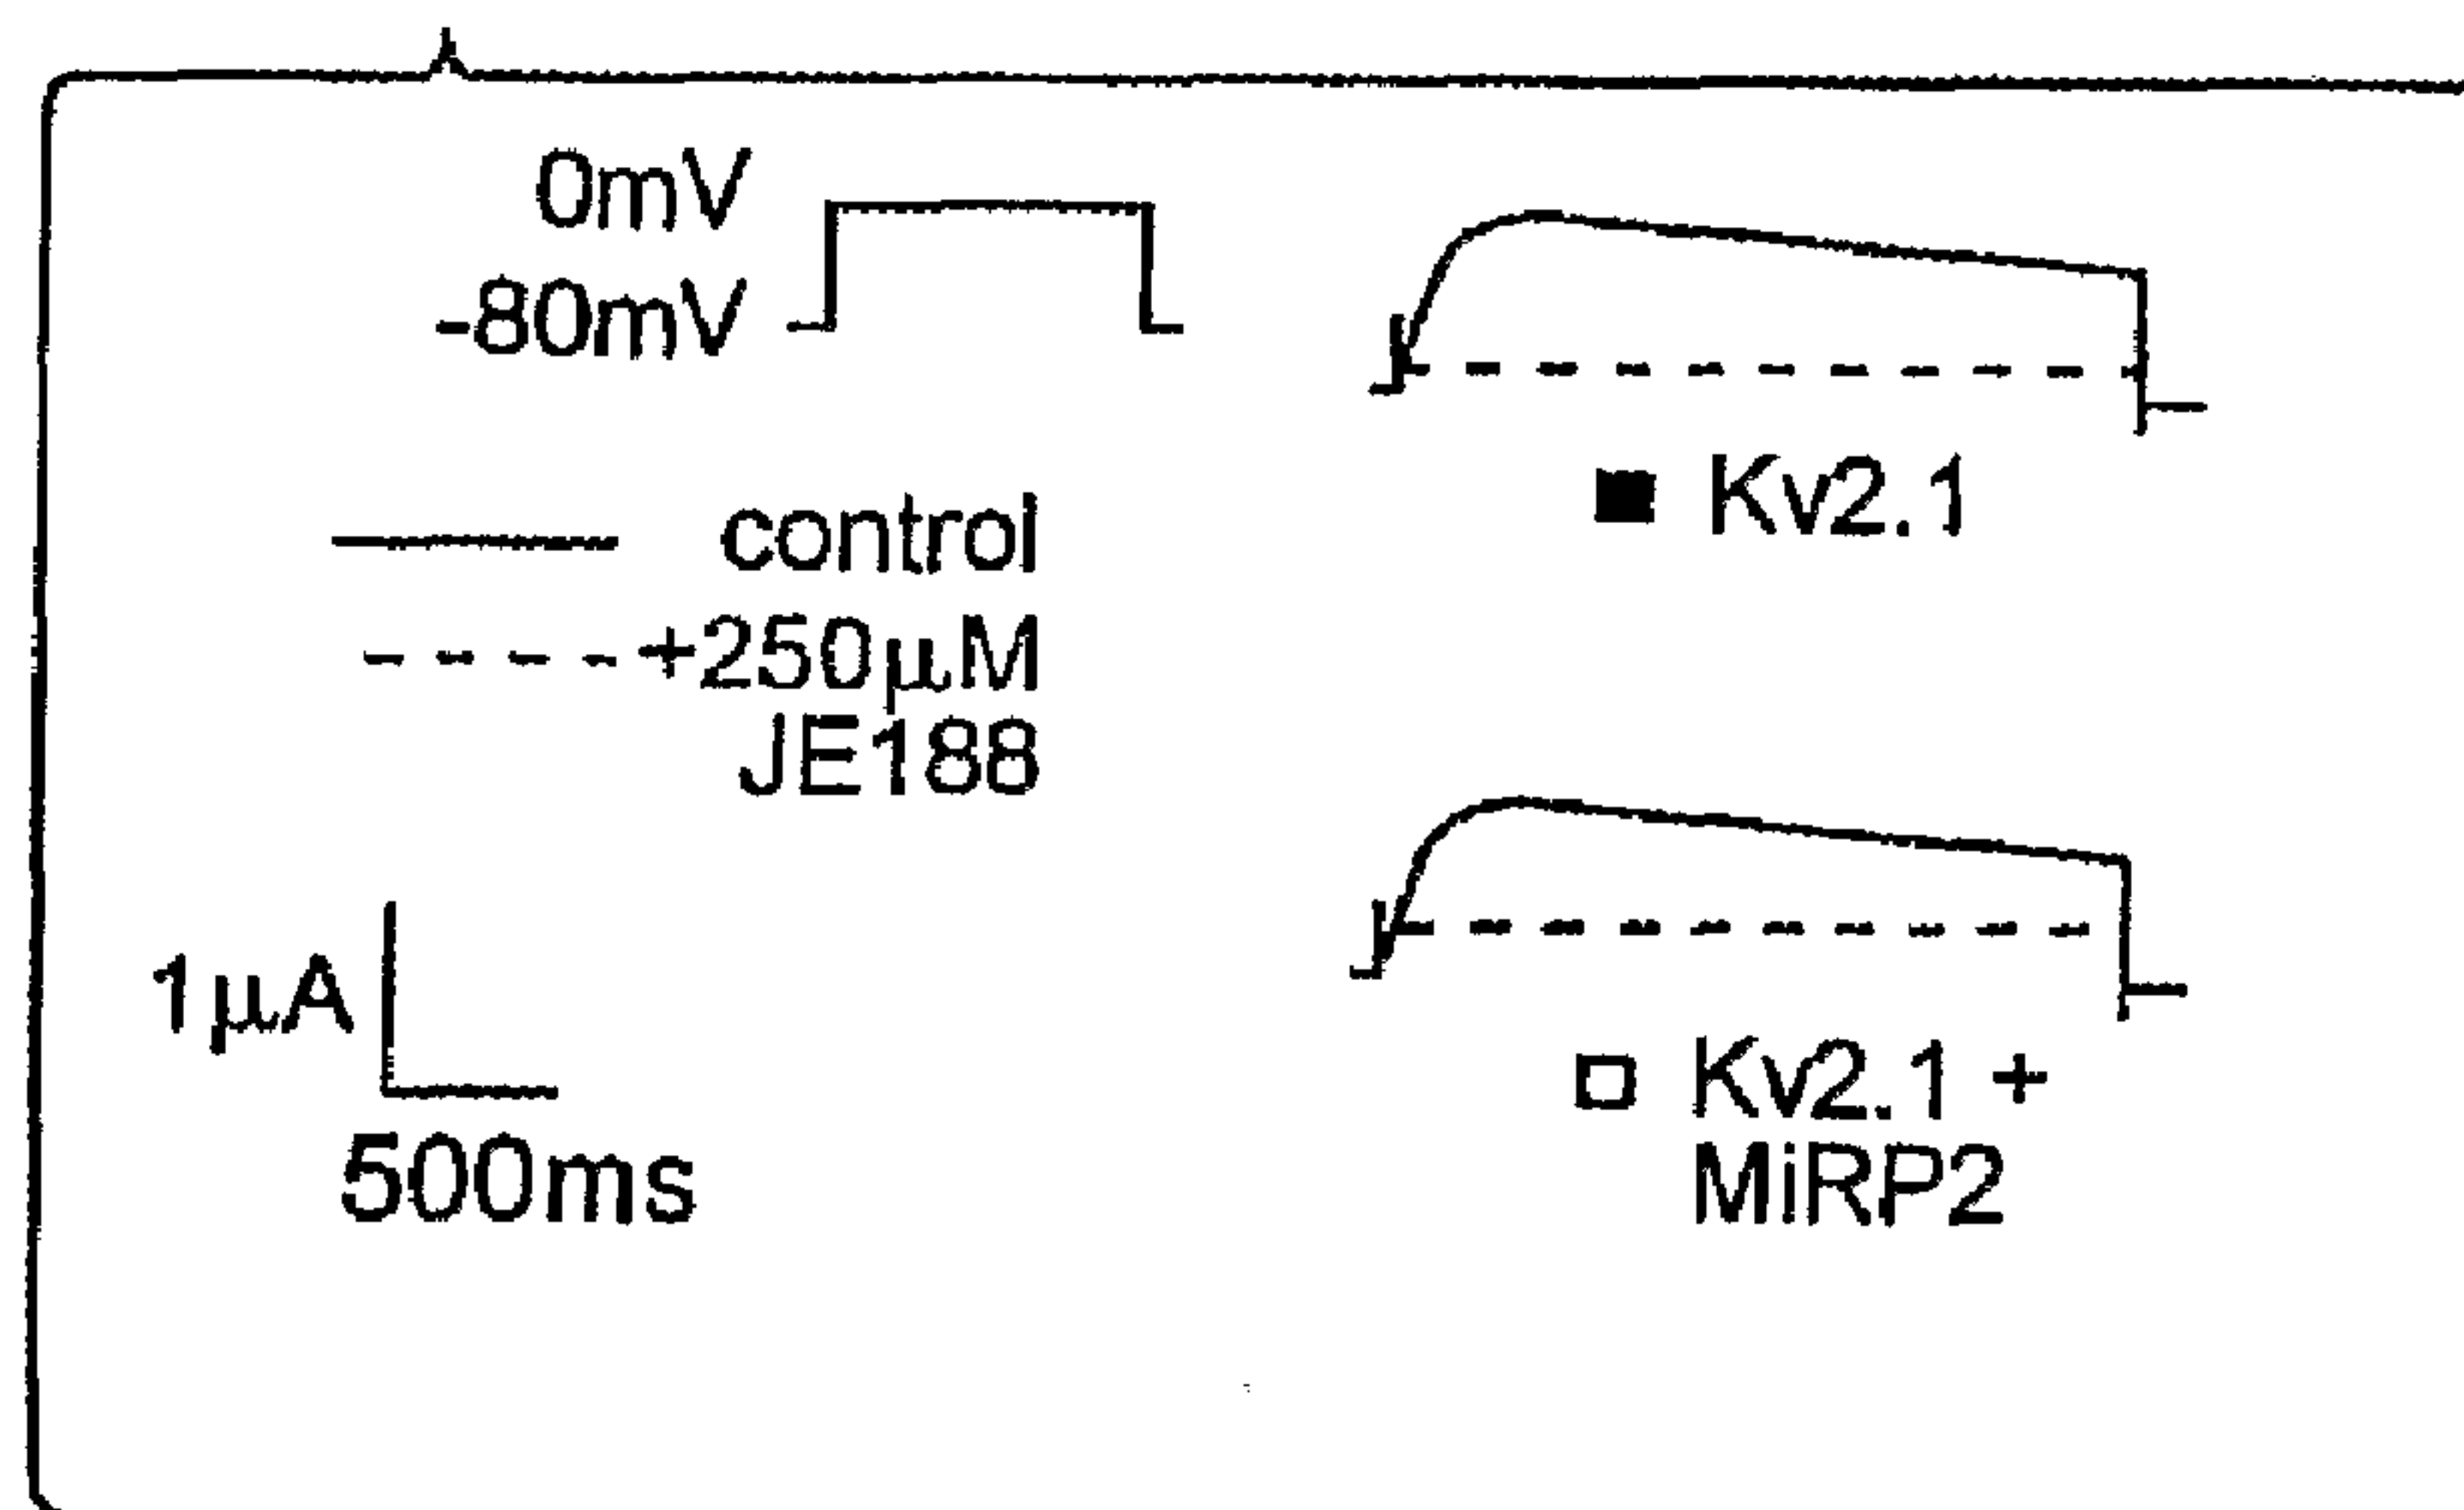 0mV
-80mV
control
+250µM
JE188
1µA
500ms
Kv2.1
Kv2.1 +
MiRP2